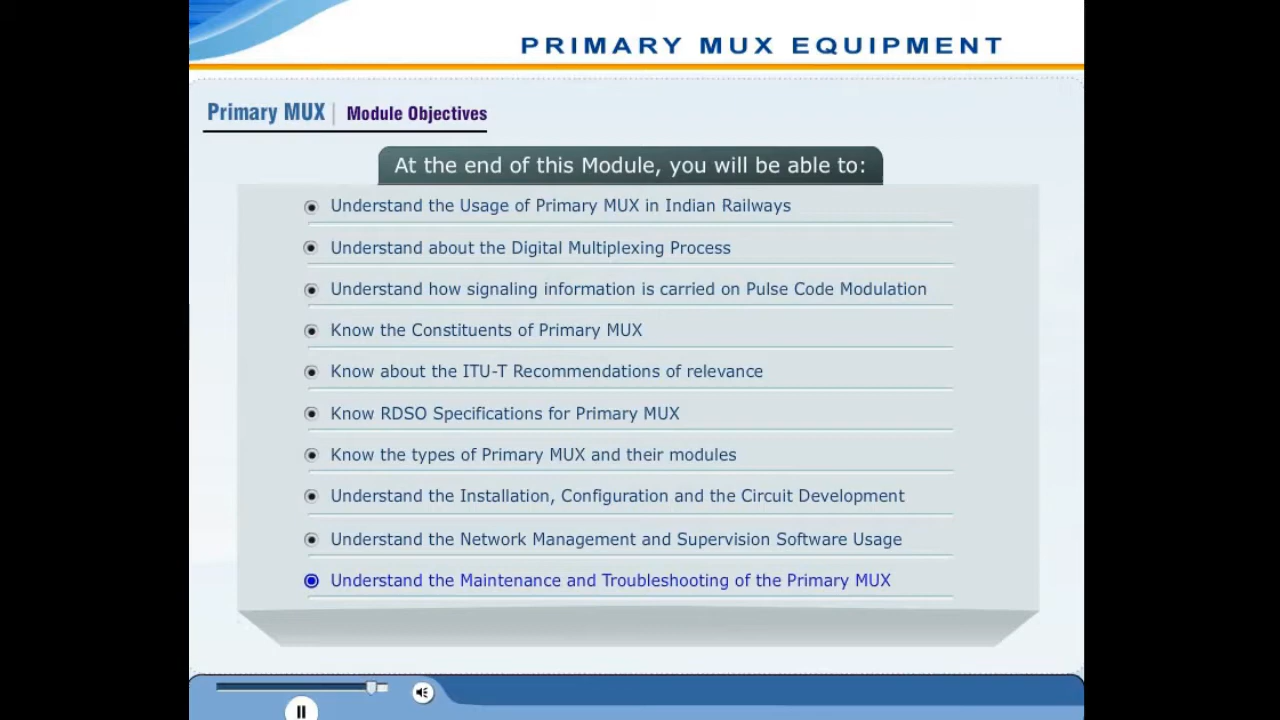 PRIMARY MUX EQUIPMENT
Primary MUX | Module Objectives
At the end of this Module, you will be able to:
Understand the Usage of Primary MUX in Indian Railways
Understand about the Digital Multiplexing Process
Understand how signaling information is carried on Pulse Code Modulation
Know the Constituents of Primary MUX
Know about the ITU-T Recommendations of relevance
Know RDSO Specifications for Primary MUX
Know the types of Primary MUX and their modules
Understand the Installation, Configuration and the Circuit Development
Understand the Network Management and Supervision Software Usage
Understand the Maintenance and Troubleshooting of the Primary MUX